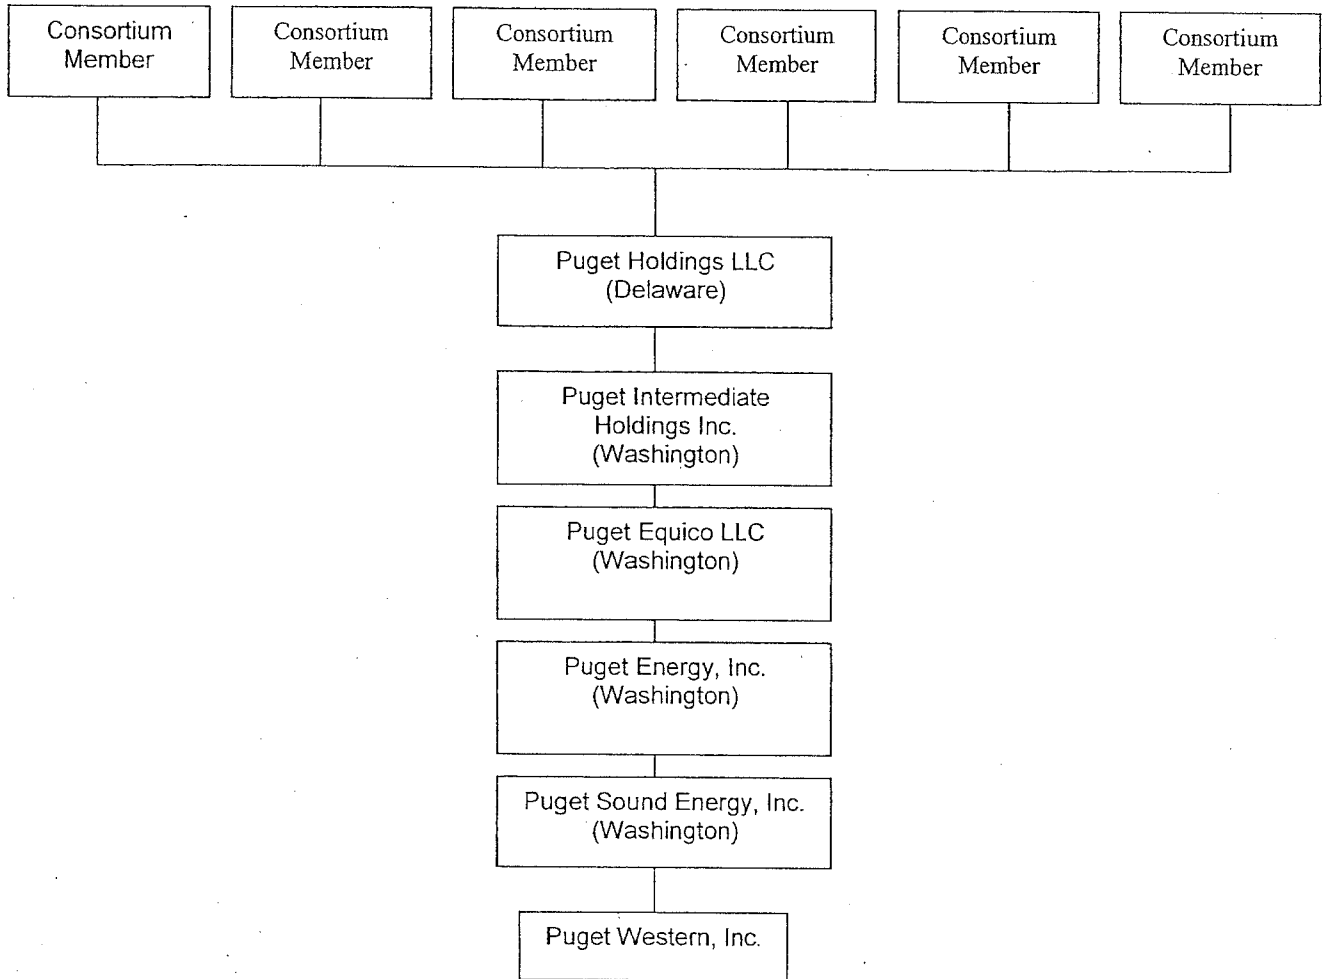 Consortium
Member
Consortium
Member
Consortium
Member
Consortium
Member
Consortium
Member
Consortium
Member
Puget Holdings LLC
(Delaware)
Puget Intermediate
Holdings Inc.
(Washington)
Puget Equico LLC
(Washington)
Puget Energy, Inc.
(Washington)
Puget Sound Energy, Inc.
(Washington)
Puget Western, Inc.